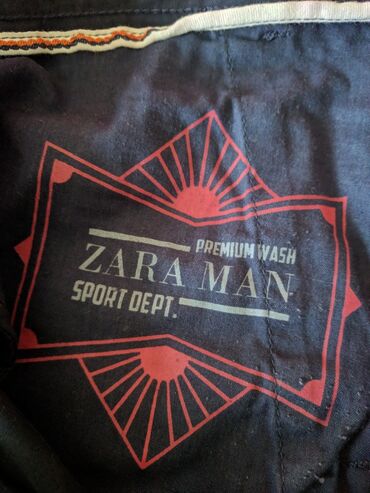 PREMIUM WASH
ZARA MAN
SPORT DEPT.